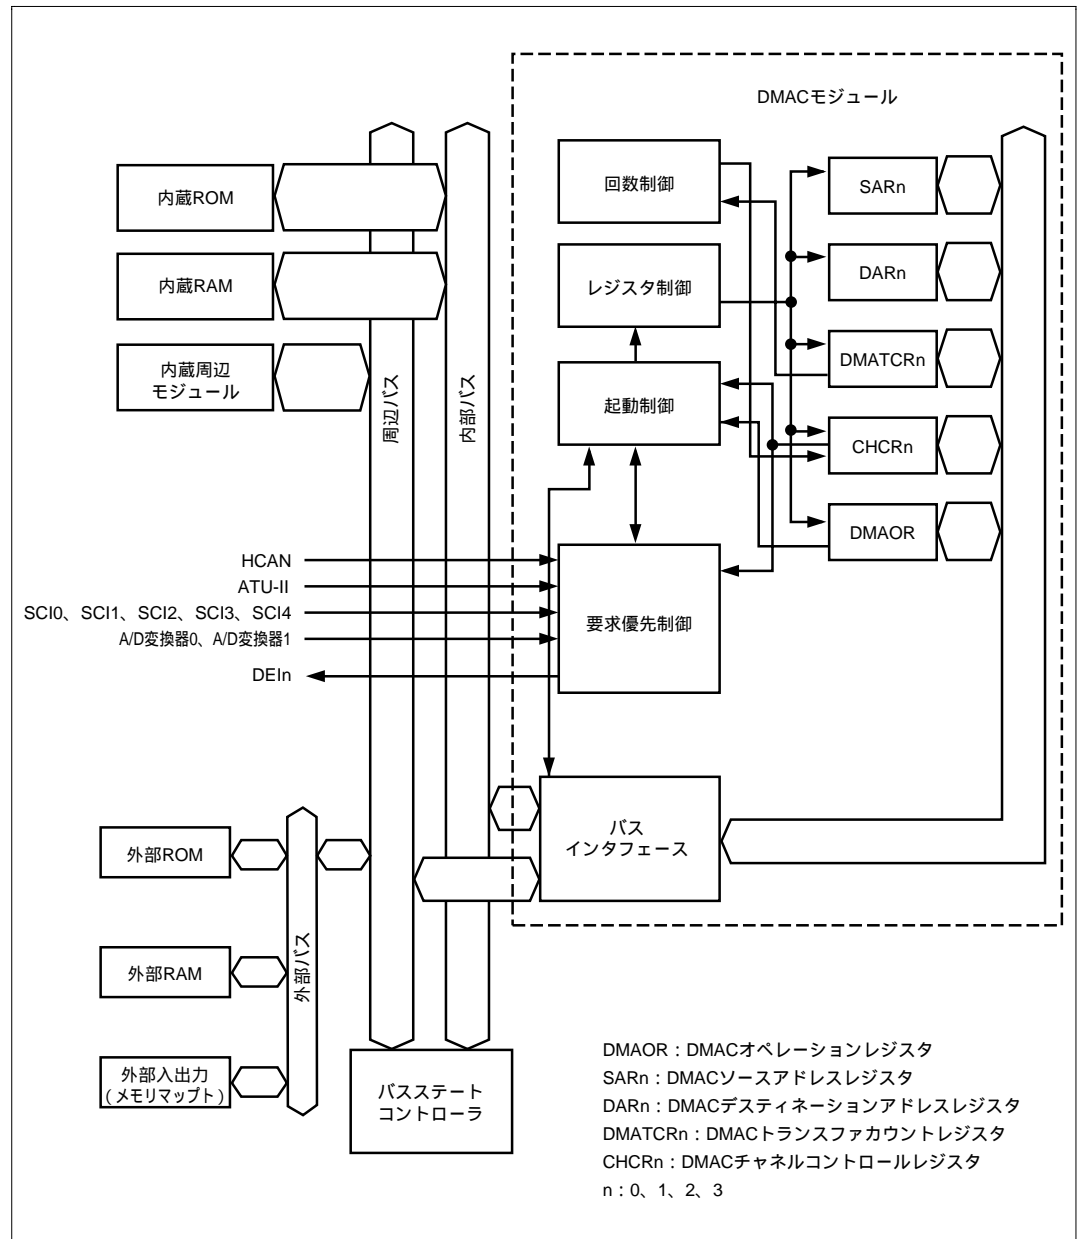 DMACモジュール
内蔵ROM
内蔵RAM
内蔵周辺
モジュール
周辺バス
内部バス
回数制御
レジスタ制御
起動制御
要求優先制御
SARn
DARn
DMATCRn
CHCRn
DMAOR
HCAN
ATU-II
SCI0、SCI1、SCI2、SCI3、SCI4
A/D変換器0、A/D変換器1
DEIn
バス
インタフェース
外部ROM
外部RAM
外部入出力
(メモリマップト)
外部バス
バスステート
コントローラ
DMAOR:DMACオペレーションレジスタ
SARn:DMACソースアドレスレジスタ
DARn:DMACデスティネーションアドレスレジスタ
DMATCRn:DMACトランスファカウントレジスタ
CHCRn:DMACチャネルコントロールレジスタ
n:0、1、2、3